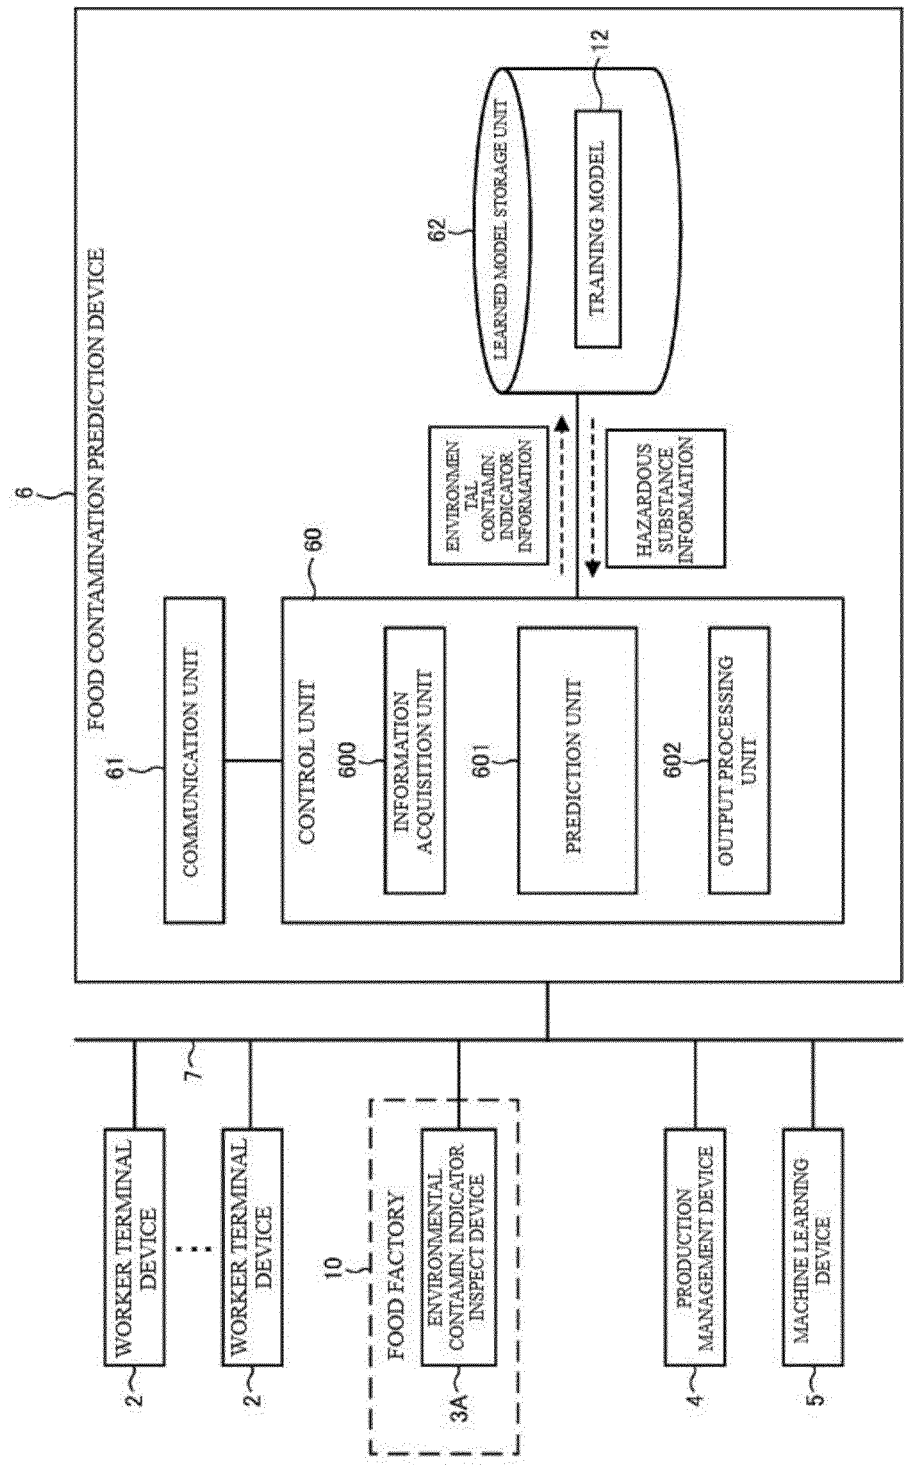 6
FOOD CONTAMINATION PREDICTION DEVICE
61
COMMUNICATION UNIT
60
CONTROL UNIT
600
INFORMATION
ACQUISITION UNIT
601
PREDICTION UNIT
602
OUTPUT PROCESSING
UNIT
ENVIRONMEN
TAL
CONTAMIN.
INDICATOR
INFORMATION
HAZARDOUS
SUBSTANCE
INFORMATION
62
LEARNED MODEL STORAGE UNIT
12
TRAINING MODEL
7
2
WORKER TERMINAL
DEVICE
2
WORKER TERMINAL
DEVICE
10
FOOD FACTORY
3A
ENVIRONMENTAL
CONTAMIN. INDICATOR
INSPECT DEVICE
4
PRODUCTION
MANAGEMENT DEVICE
5
MACHINE LEARNING
DEVICE